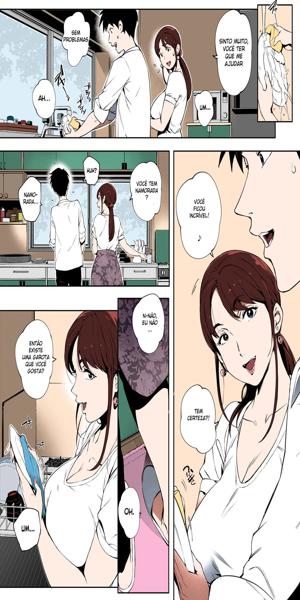 SINTO MUITO,
VOCÊ TER
QUE ME
AJUDAR
SEM
PROBLEMAS
UM...
AH...
VOCÊ
FICOU
INCRÍVEL!
♪
VOCÊ TEM
NAMORADA
?
HUH?
NAMO-
RADA...
TEM
CERTEZA?!
N-NÃO,
EU NÃO
...
OH.
ENTÃO
EXISTE
UMA GAROTA
QUE VOCÊ
GOSTA?
UM...